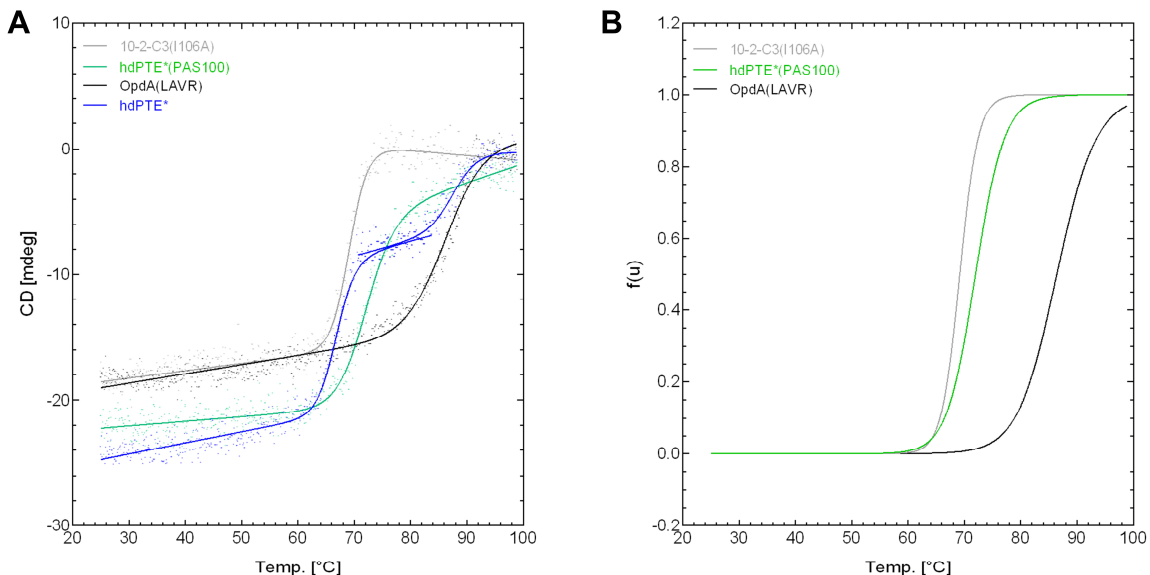 A
10-2-C3(I106A)
hdPTE*(PAS100)
OpdA(LAVR)
hdPTE*
10
0
-10
-20
-30
CD [mdeg]
20 30 40 50 60 70 80 90 100
Temp. [°C]
B
10-2-C3(I106A)
hdPTE*(PAS100)
OpdA(LAVR)
1.2
1.0
0.8
0.6
0.4
0.2
0.0
-0.2
f(u)
20 30 40 50 60 70 80 90 100
Temp. [°C]